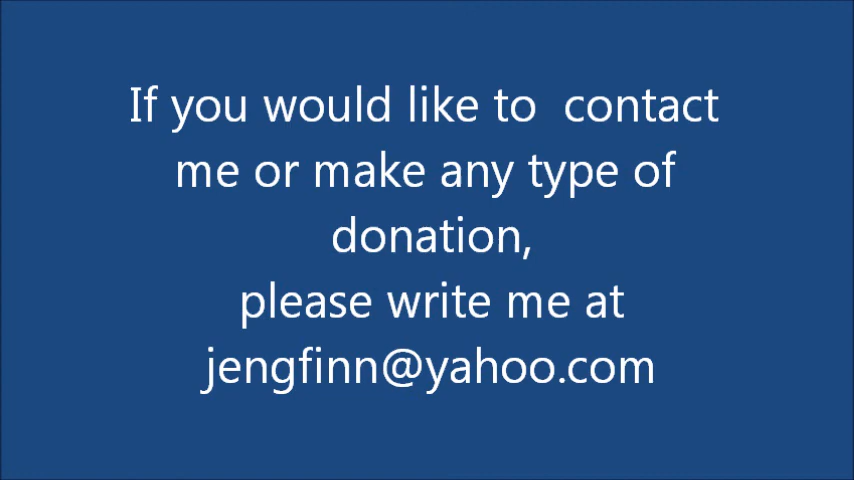 If you would like to  contact
me or make any type of
donation,
please write me at
jengfinn@yahoo.com